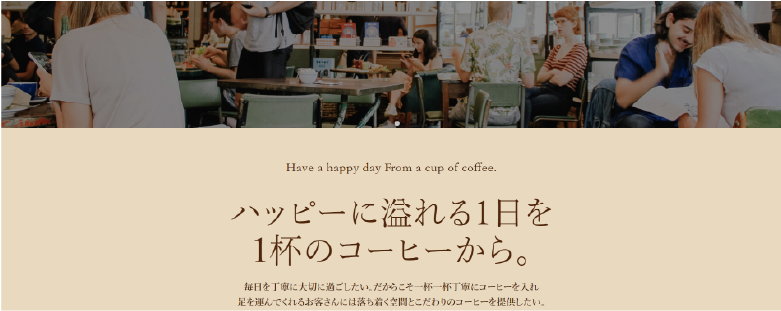 Have a happy day From a cup of coffee.
ハッピーに溢れる1日を
1杯のコーヒーから。
毎日を丁寧に大切に過ごしたい。だからこそ一杯一杯丁寧にコーヒーを入れ
足を運んでくれるお客さんには落ち着く空間とこだわりのコーヒーを提供したい。